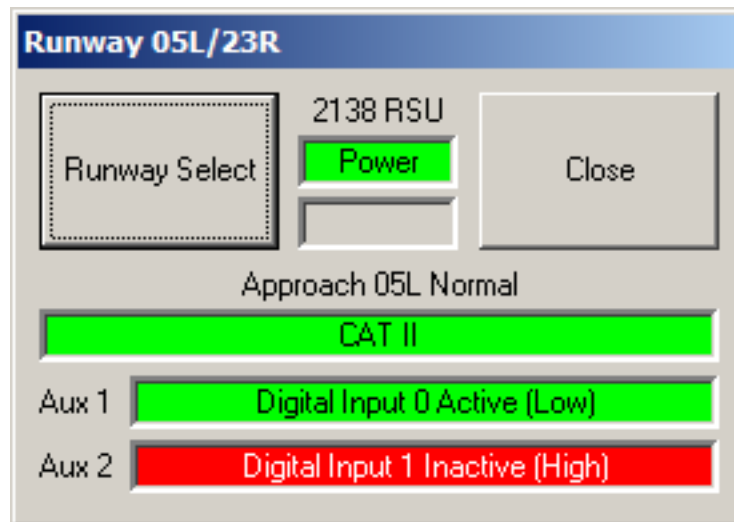 Runway 05L/23R
2138 RSU
Runway Select
Power
Close
Approach 05L Normal
CAT II
Aux 1 Digital Input 0 Active (Low)
Aux 2 Digital Input 1 Inactive (High)